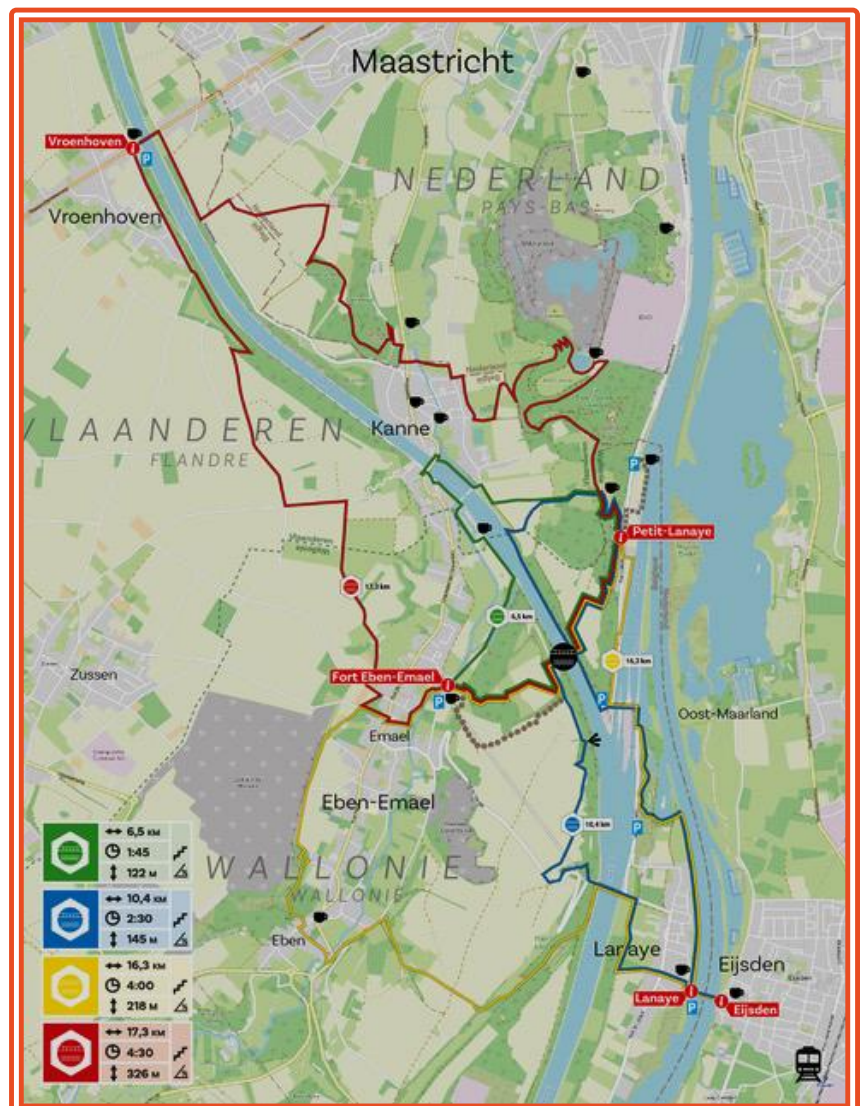 Maastricht
Vroenhoven
P
Vroenhoven
NEDERLAND
PAYS-BAS
VLAANDEREN
FLANDRE
Kanne
P
Petit-Lanaye
17,3 km
6,5 km
16,3 km
Fort Eben-Emael
P
P
Zussen
Emael
Oost-Maarland
Eben-Emael
10,4 km
P
WALLONIE
WALLONIE
Eben
Lanaye
Eijsden
Lanaye
P
Eijsden
6,5 KM
1:45
122 M
10,4 KM
2:30
145 M
16,3 KM
4:00
218 M
17,3 KM
4:30
326 M